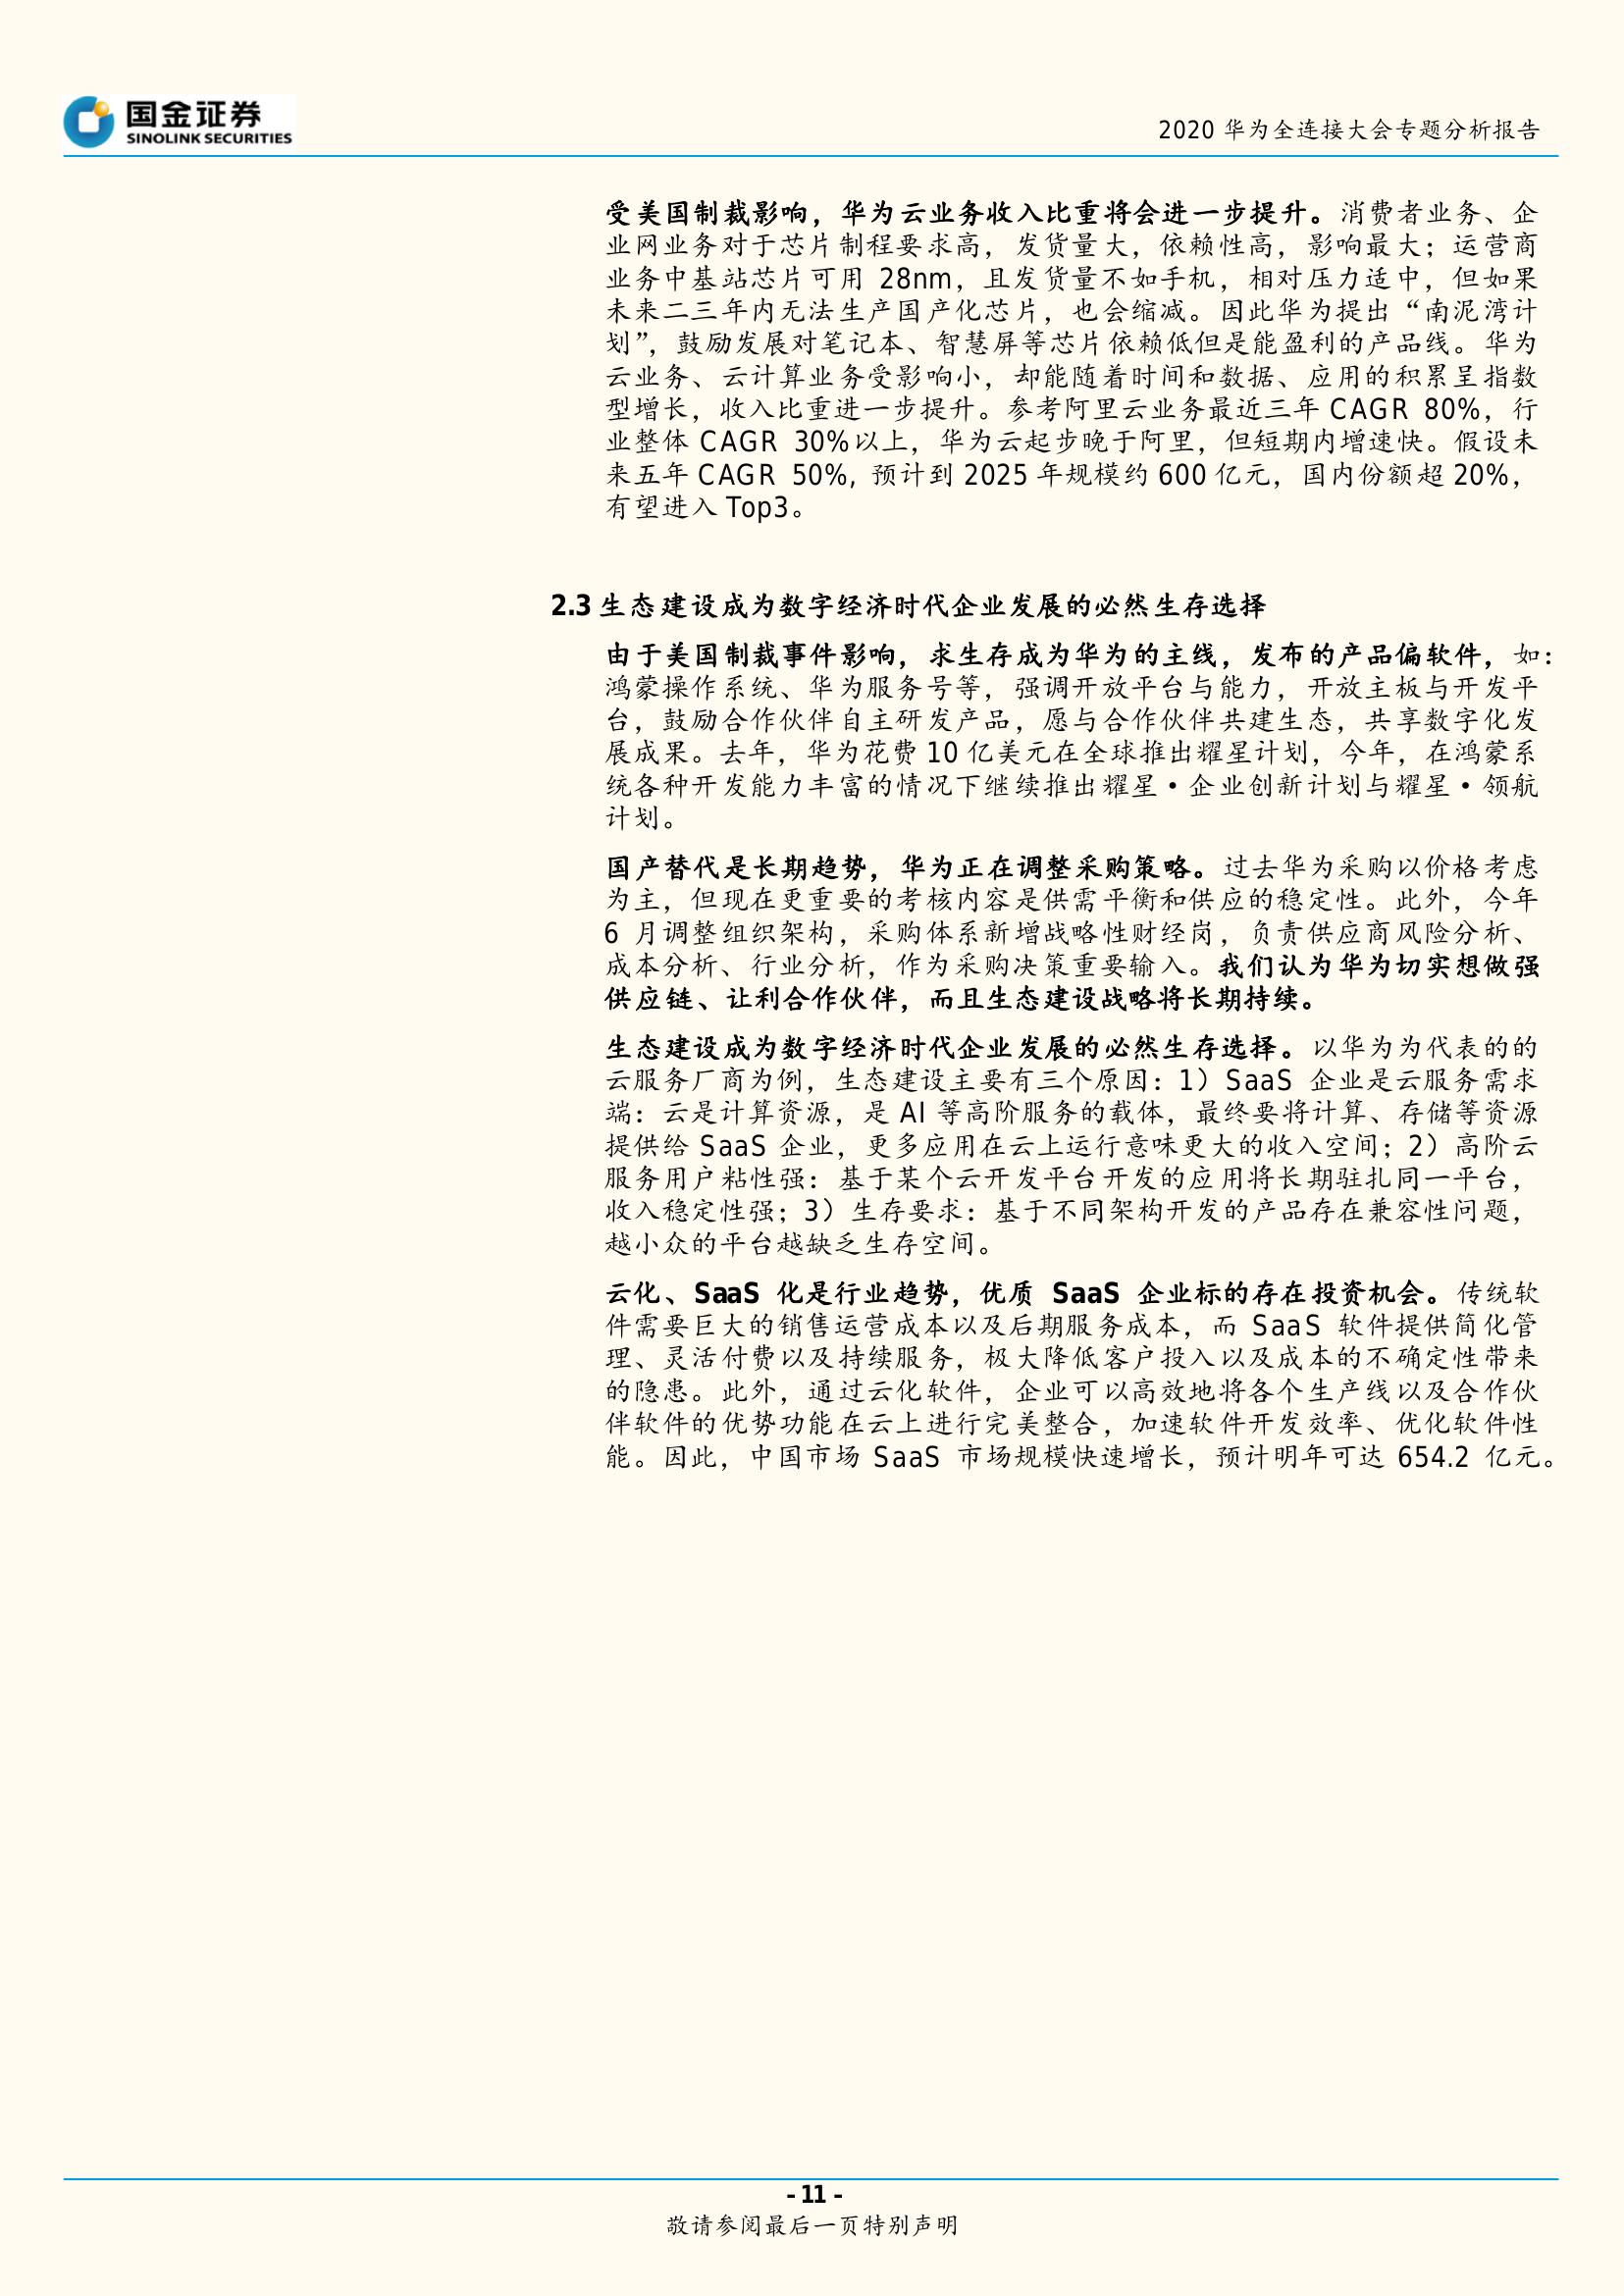 国金证券
SINOLINK SECURITIES
2020 华为全连接大会专题分析报告
受美国制裁影响，华为云业务收入比重将会进一步提升。消费者业务、企
业网业务对于芯片制程要求高，发货量大，依赖性高，影响最大；运营商
业务中基站芯片可用 28nm，且发货量不如手机，相对压力适中，但如果
未来二三年内无法生产国产化芯片，也会缩减。因此华为提出“南泥湾计
划”，鼓励发展对笔记本、智慧屏等芯片依赖低但是能盈利的产品线。华为
云业务、云计算业务受影响小，却能随着时间和数据、应用的积累呈指数
型增长，收入比重进一步提升。参考阿里云业务最近三年 CAGR 80%，行
业整体 CAGR 30%以上，华为云起步晚于阿里，但短期内增速快。假设未
来五年 CAGR 50%, 预计到 2025 年规模约 600 亿元，国内份额超 20%，
有望进入 Top3。
2.3 生态建设成为数字经济时代企业发展的必然生存选择
由于美国制裁事件影响，求生存成为华为的主线，发布的产品偏软件，如：
鸿蒙操作系统、华为服务号等，强调开放平台与能力，开放主板与开发平
台，鼓励合作伙伴自主研发产品，愿与合作伙伴共建生态，共享数字化发
展成果。去年，华为花费 10 亿美元在全球推出耀星计划，今年，在鸿蒙系
统各种开发能力丰富的情况下继续推出耀星·企业创新计划与耀星·领航
计划。
国产替代是长期趋势，华为正在调整采购策略。过去华为采购以价格考虑
为主，但现在更重要的考核内容是供需平衡和供应的稳定性。此外，今年
6 月调整组织架构，采购体系新增战略性财经岗，负责供应商风险分析、
成本分析、行业分析，作为采购决策重要输入。我们认为华为切实想做强
供应链、让利合作伙伴，而且生态建设战略将长期持续。
生态建设成为数字经济时代企业发展的必然生存选择。以华为为代表的的
云服务厂商为例，生态建设主要有三个原因：1）SaaS 企业是云服务需求
端：云是计算资源，是 AI 等高阶服务的载体，最终要将计算、存储等资源
提供给 SaaS 企业，更多应用在云上运行意味更大的收入空间；2）高阶云
服务用户粘性强：基于某个云开发平台开发的应用将长期驻扎同一平台，
收入稳定性强；3）生存要求：基于不同架构开发的产品存在兼容性问题，
越小众的平台越缺乏生存空间。
云化、SaaS 化是行业趋势，优质 SaaS 企业标的存在投资机会。传统软
件需要巨大的销售运营成本以及后期服务成本，而 SaaS 软件提供简化管
理、灵活付费以及持续服务，极大降低客户投入以及成本的不确定性带来
的隐患。此外，通过云化软件，企业可以高效地将各个生产线以及合作伙
伴软件的优势功能在云上进行完美整合，加速软件开发效率、优化软件性
能。因此，中国市场 SaaS 市场规模快速增长，预计明年可达 654.2 亿元。
- 11 -
敬请参阅最后一页特别声明